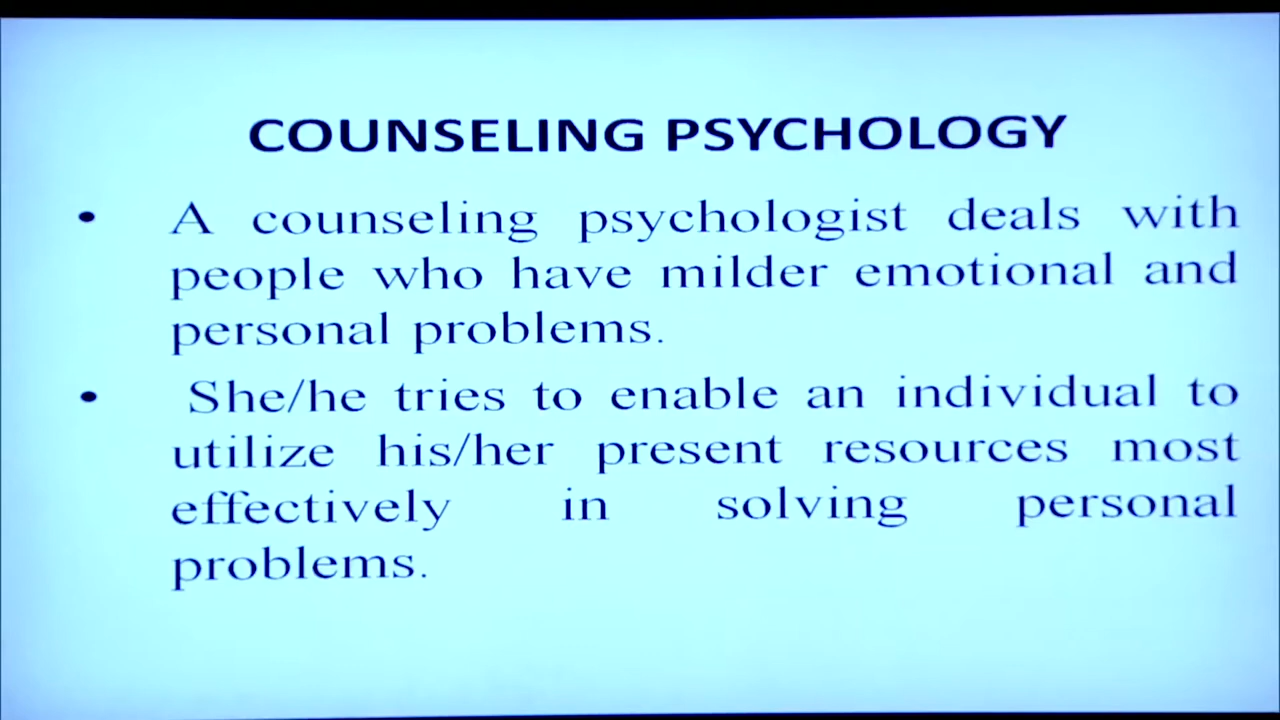 COUNSELING PSYCHOLOGY
• A counseling psychologist deals with
people who have milder emotional and
personal problems.
• She/he tries to enable an individual to
utilize his/her present resources most
effectively in solving personal
problems.